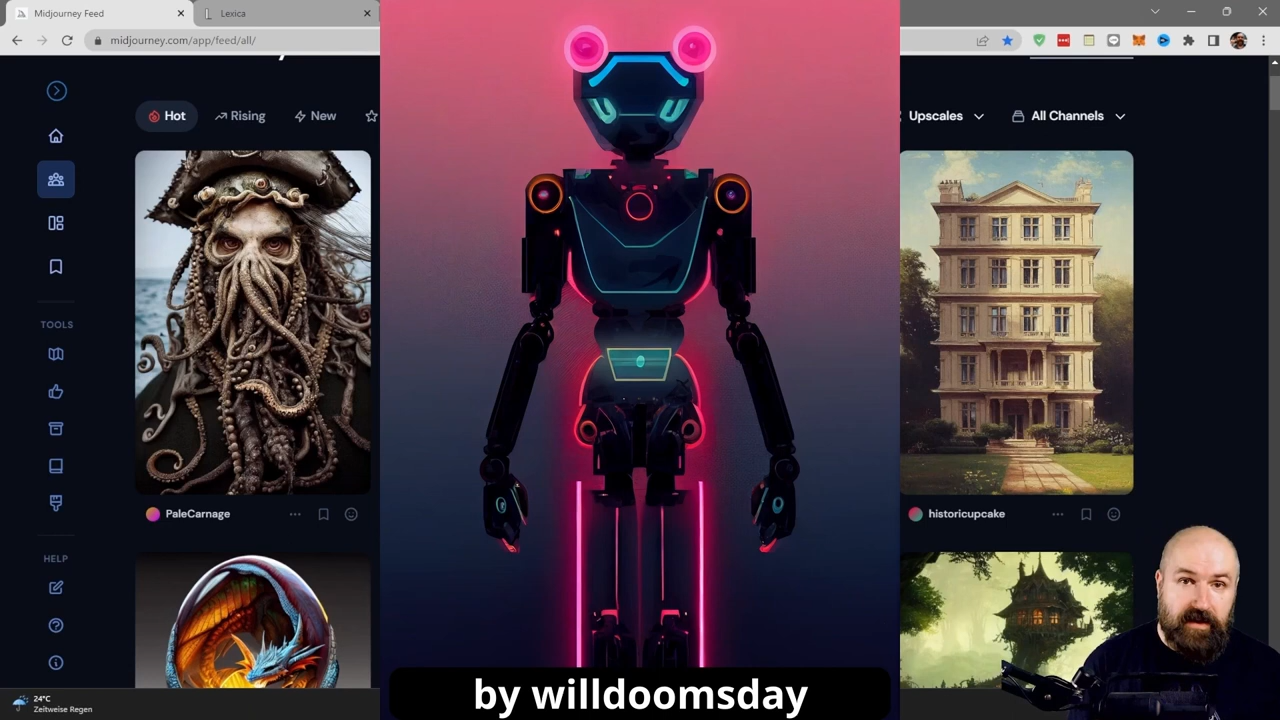 Midjourney Feed
Lexica
midjourney.com/app/feed/all/
Hot
Rising
New
Upscales
All Channels
TOOLS
PaleCarnage
historicupcake
HELP
by willdoomsday
24°C
Zeitweise Regen